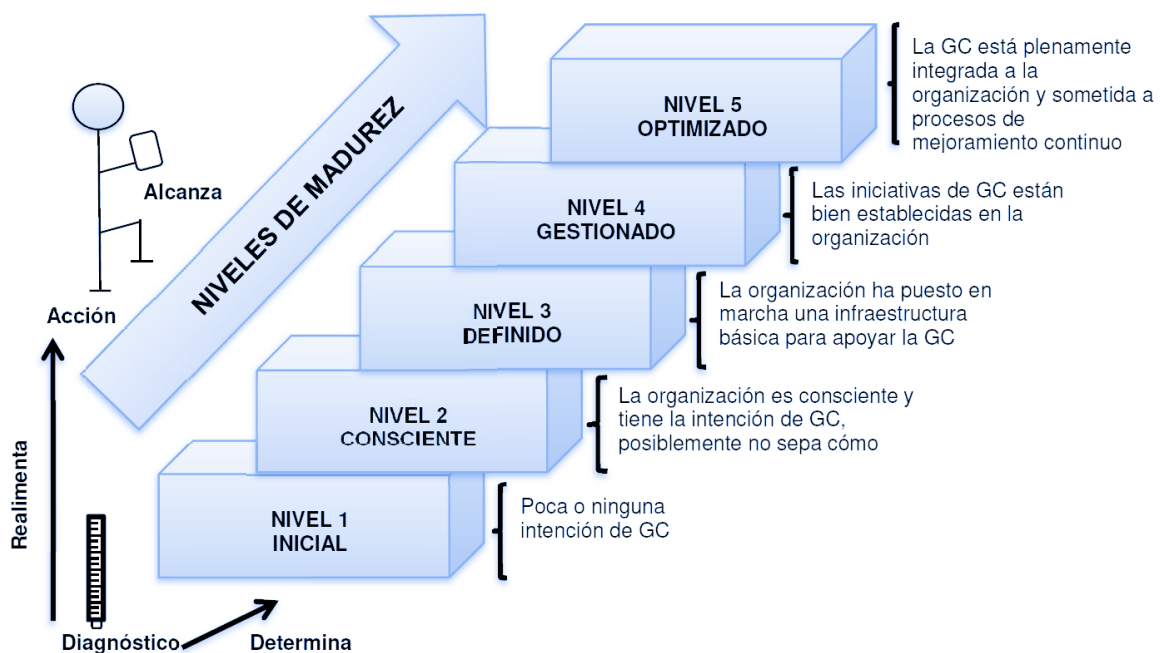 La GC está plenamente
integrada a la
organización y sometida a
procesos de
mejoramiento continuo
NIVEL 5
OPTIMIZADO
NIVELES DE MADUREZ
Alcanza
Las iniciativas de GC están
bien establecidas en la
organización
NIVEL 4
GESTIONADO
La organización ha puesto en
marcha una infraestructura
básica para apoyar la GC
NIVEL 3
DEFINIDO
Acción
La organización es consciente y
tiene la intención de GC,
posiblemente no sepa cómo
NIVEL 2
CONSCIENTE
Realimenta
Poca o ninguna
intención de GC
NIVEL 1
INICIAL
Diagnóstico
Determina